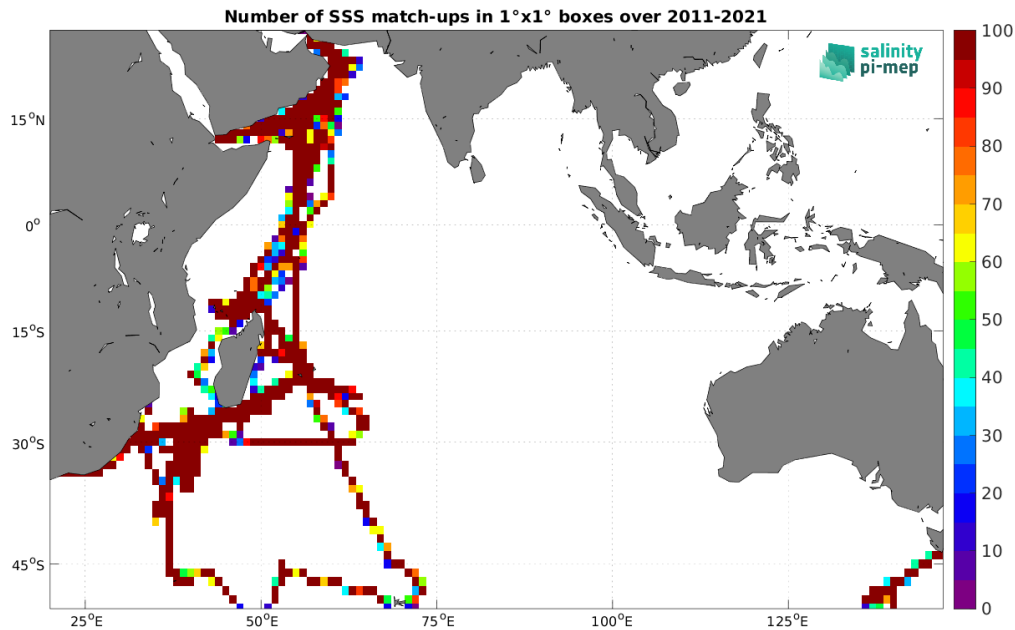 Number of SSS match-ups in 1°x1° boxes over 2011-2021
salinity
pi-mep
15°N
0°
15°S
30°S
45°S
25°E
50°E
75°E
100°E
125°E
100
90
80
70
60
50
40
30
20
10
0